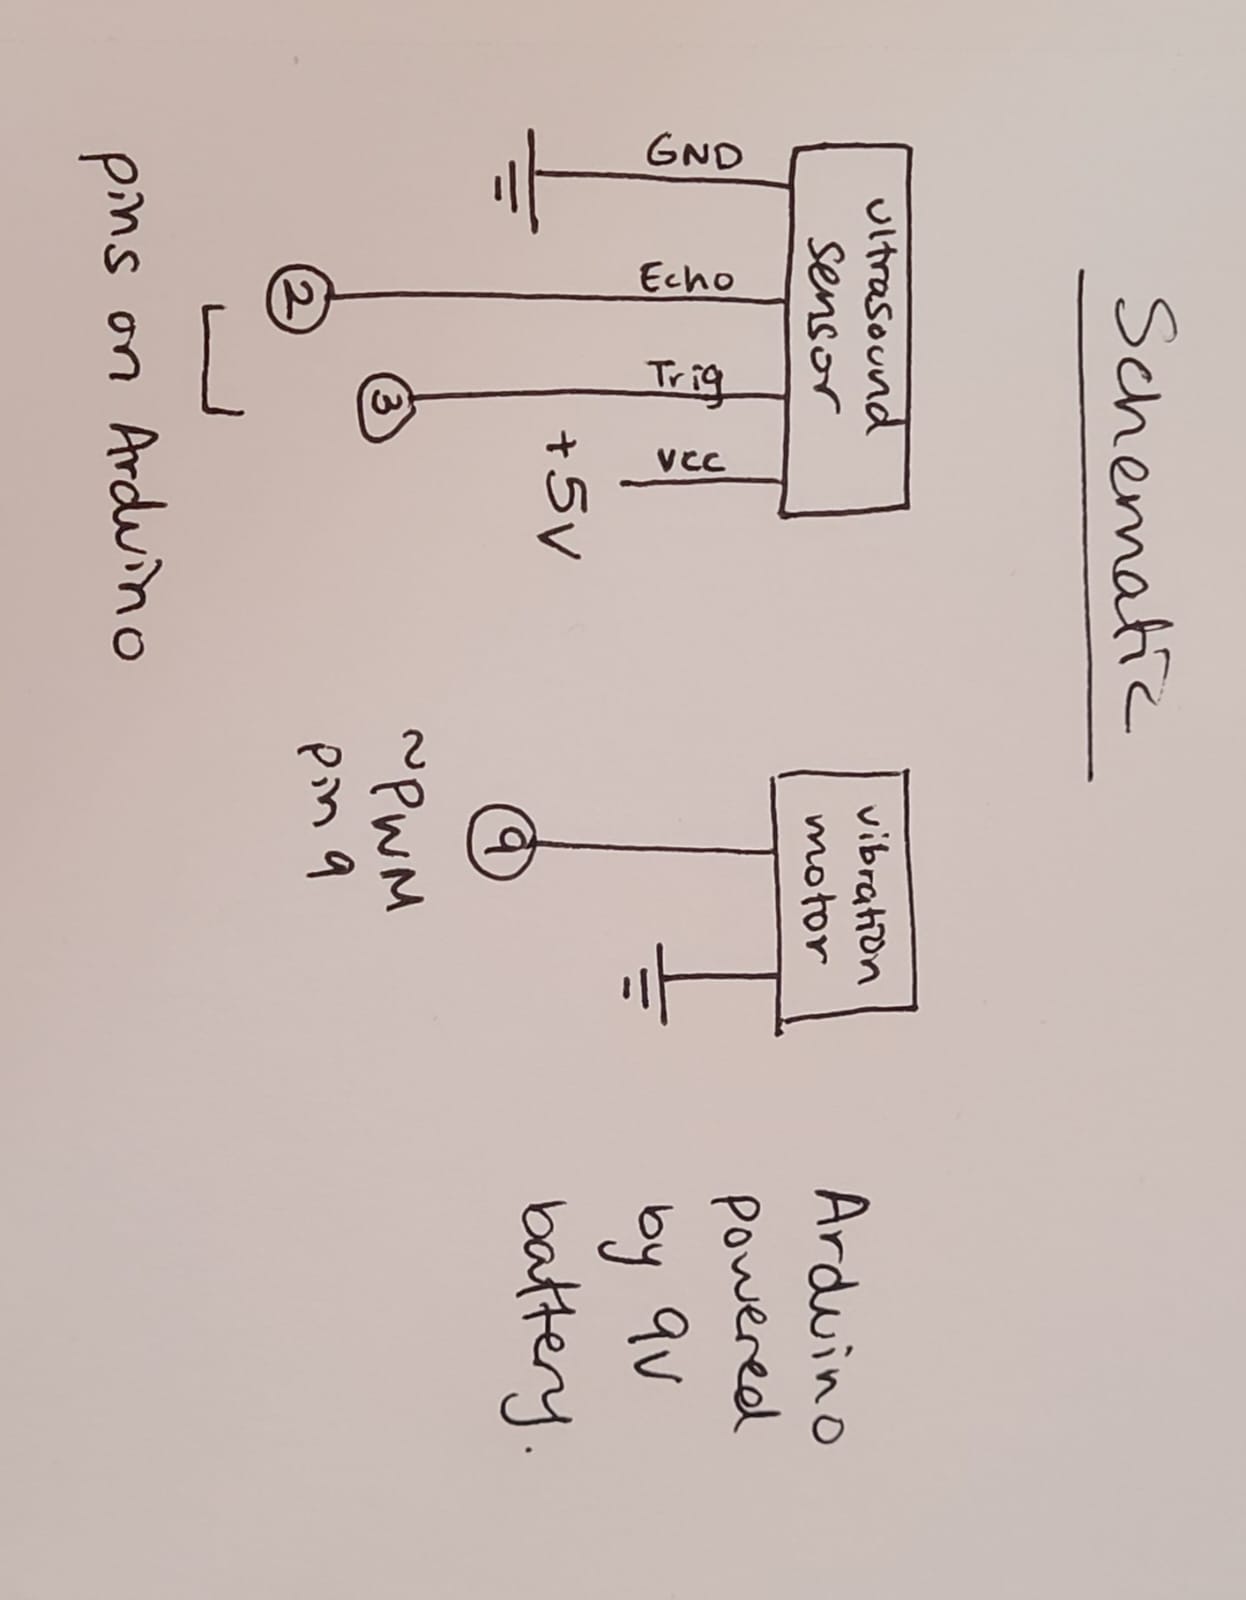 Schematic
ultrasound
sensor
GND
Echo
Trig
Vcc
+5V
3
2
pins on Arduino
vibration
motor
9
~PWM
pin 9
Arduino
powered
by 9V
battery.